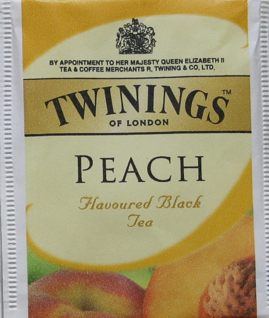 BY APPOINTMENT TO HER MAJESTY QUEEN ELIZABETH II
TEA & COFFEE MERCHANTS R. TWINING & CO. LTD.
TWININGS™
OF LONDON
PEACH
Flavoured Black
Tea